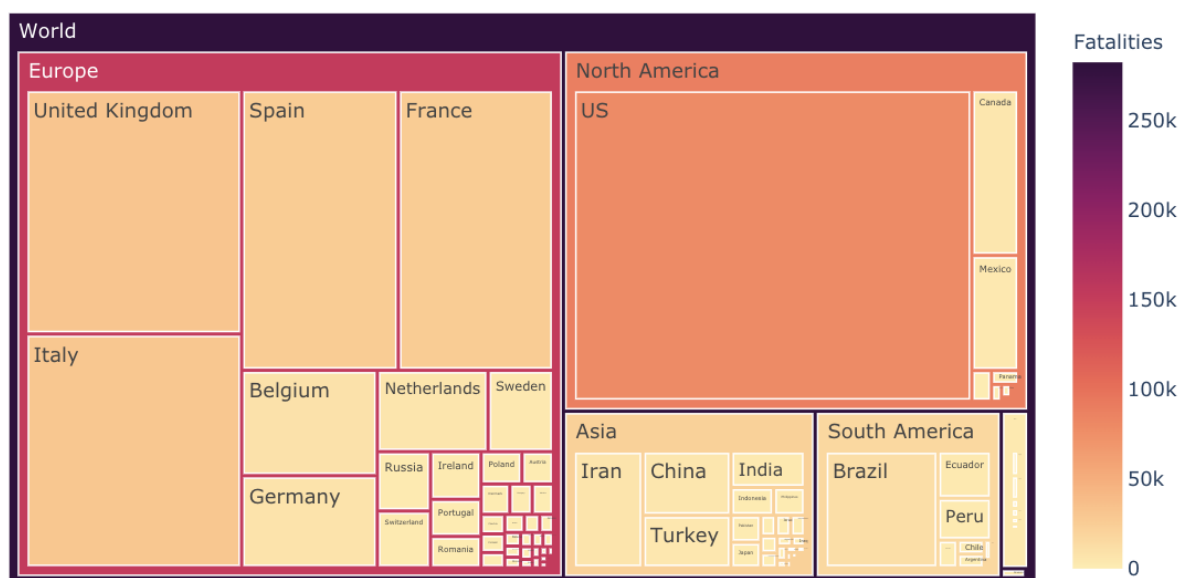 World
Europe
United Kingdom
Spain
France
Italy
Belgium
Netherlands
Sweden
Germany
Russia
Ireland
Poland
Austria
Switzerland
Portugal
Romania
North America
US
Canada
Mexico
Panama
Asia
Iran
China
India
Indonesia
Philippines
Turkey
Pakistan
Japan
South America
Brazil
Ecuador
Peru
Chile
Argentina
Fatalities
250k
200k
150k
100k
50k
0